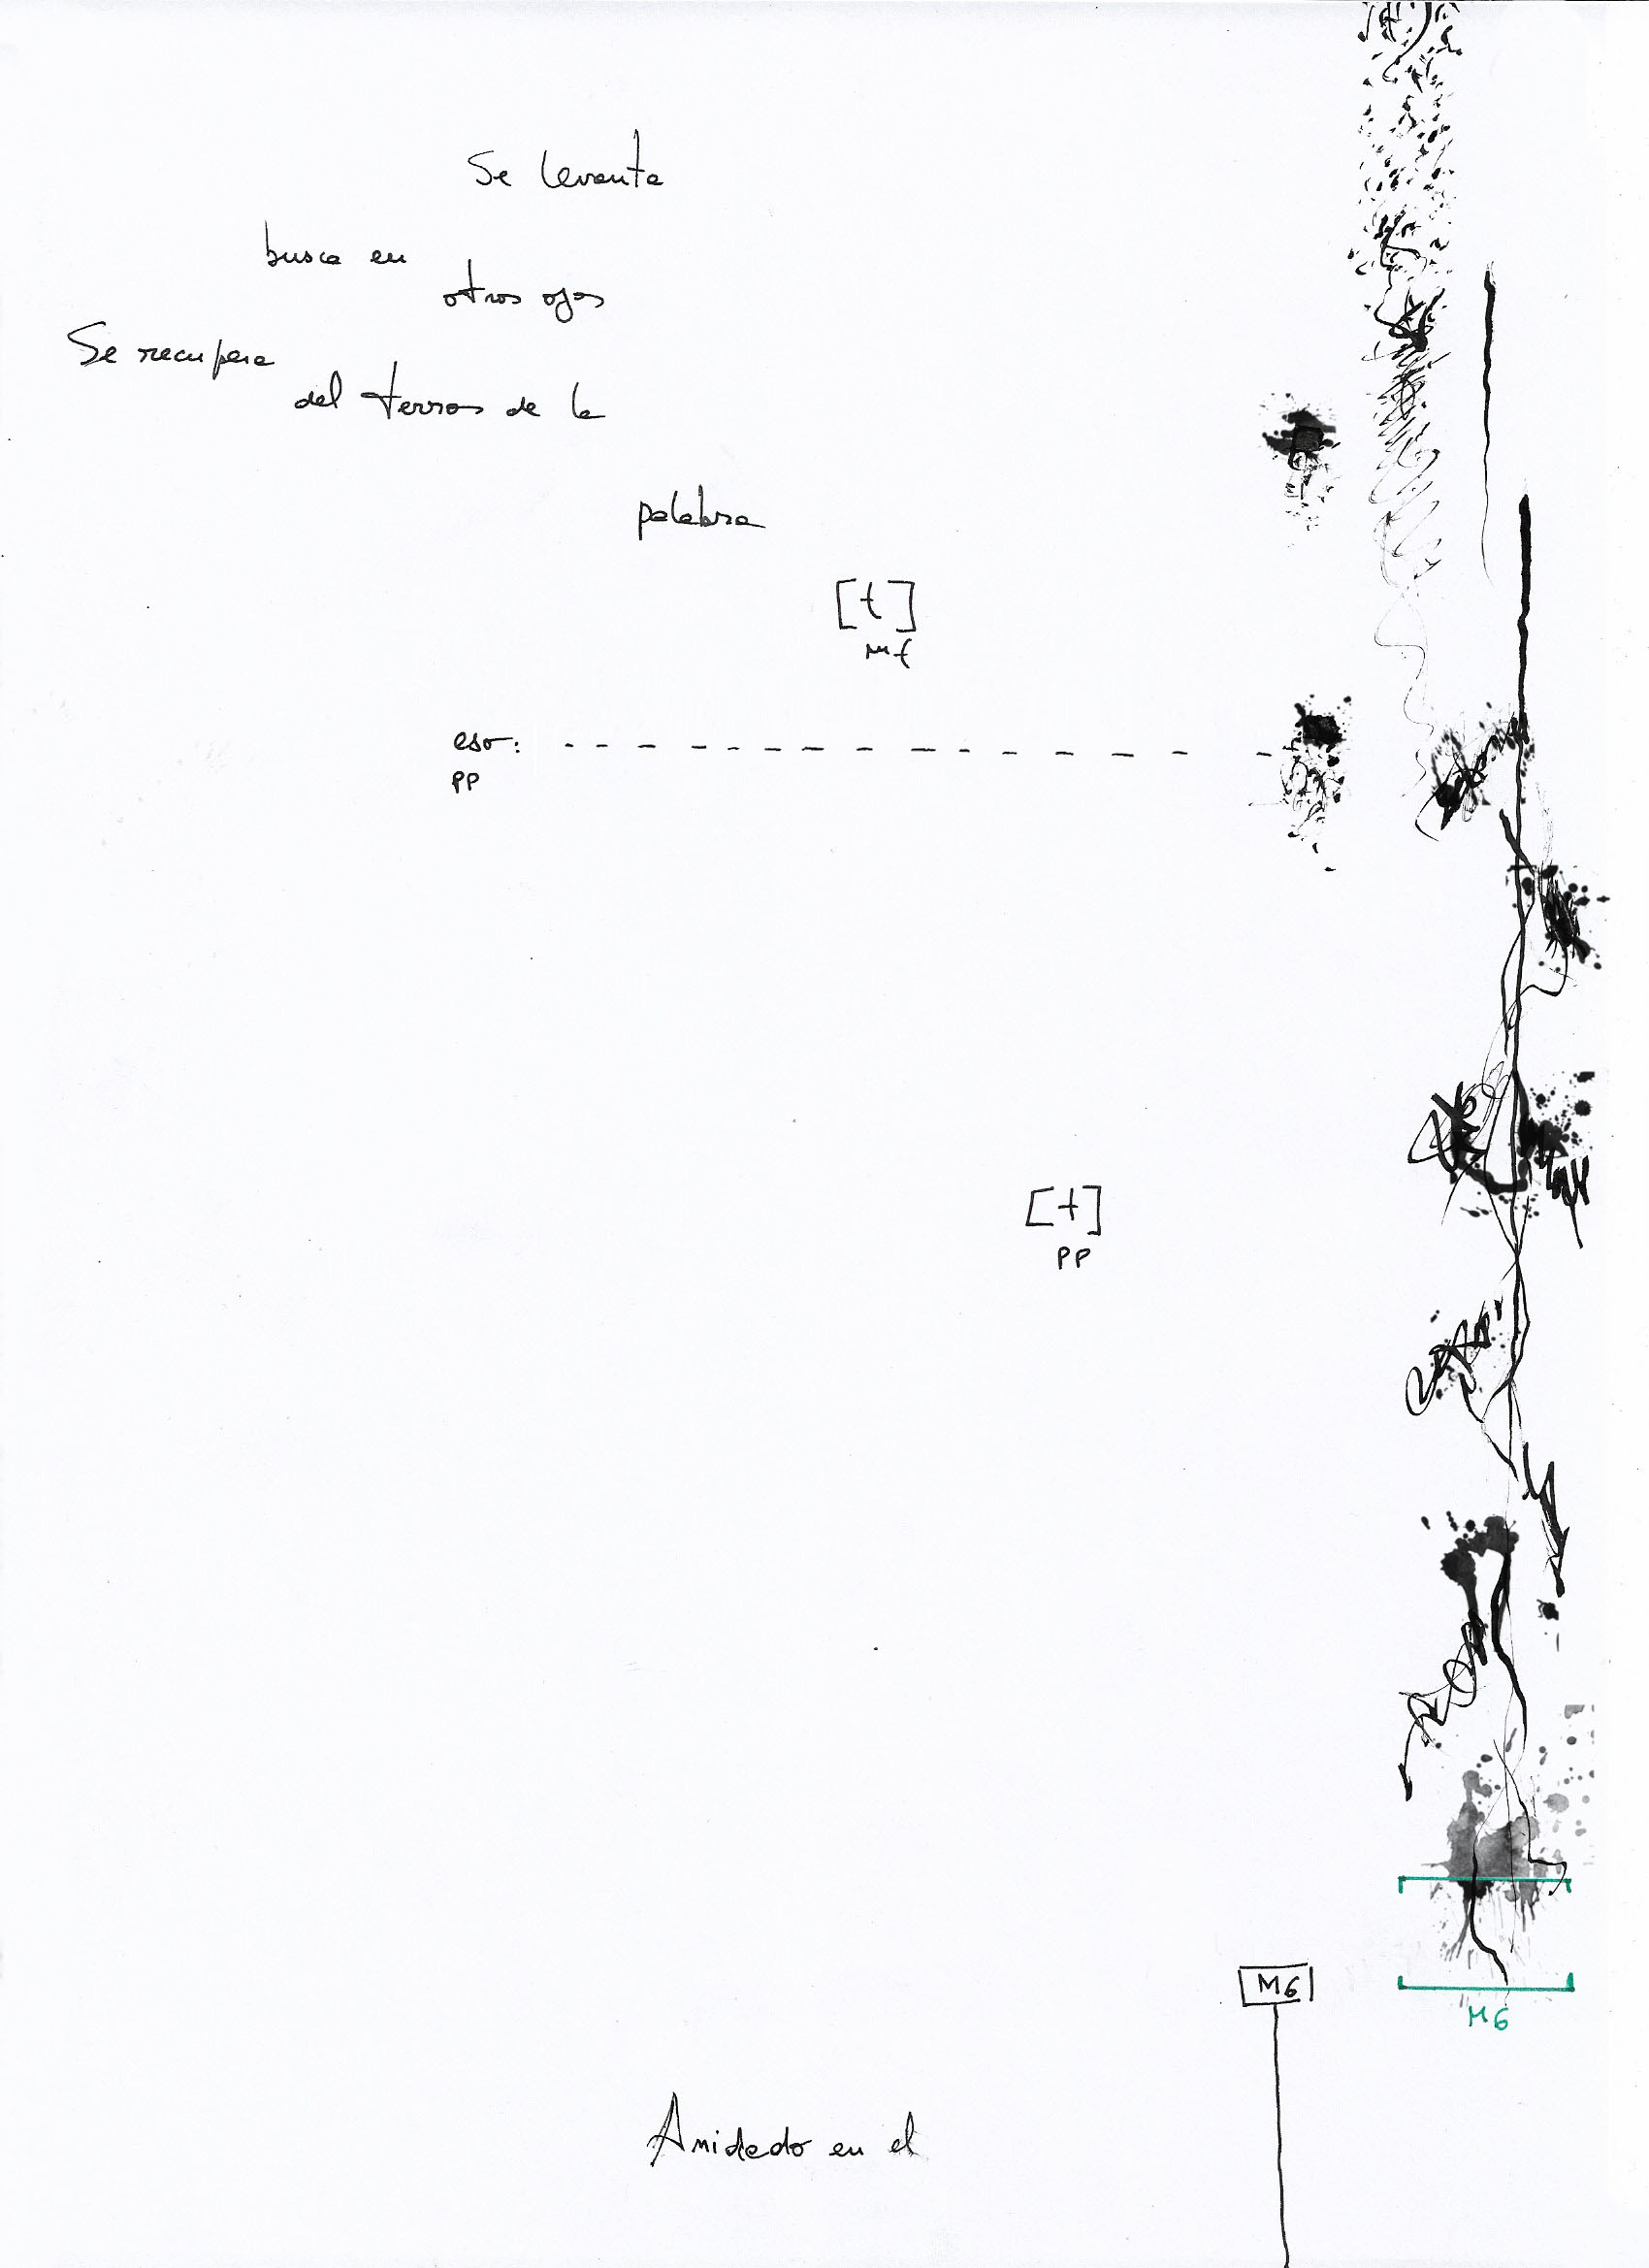 Se levanta
busca en
otros ojos
Se recupera
del terror de la
palabra
[t]
mf
eso: - - - - - - - - - - - - - - - -
pp
[t]
pp
M6
M6
Anidado en el